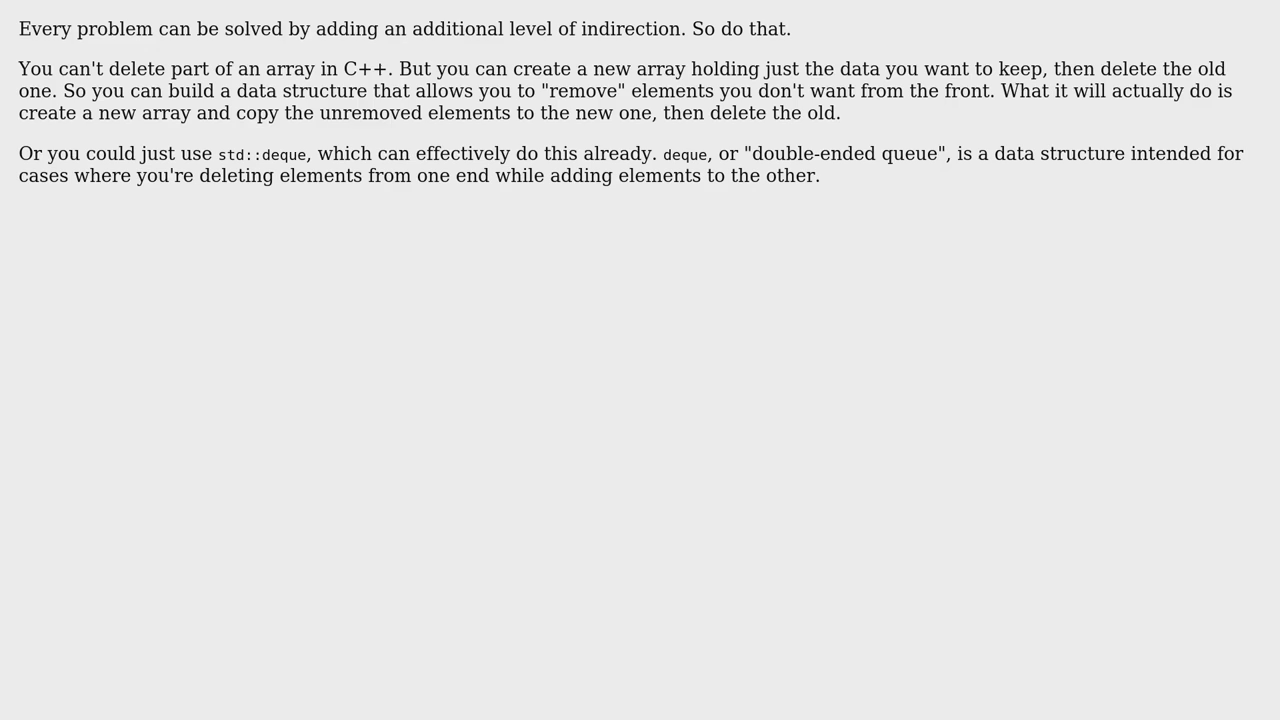 Every problem can be solved by adding an additional level of indirection. So do that.
You can't delete part of an array in C++. But you can create a new array holding just the data you want to keep, then delete the old
one. So you can build a data structure that allows you to "remove" elements you don't want from the front. What it will actually do is
create a new array and copy the unremoved elements to the new one, then delete the old.
Or you could just use std::deque, which can effectively do this already. deque, or "double-ended queue", is a data structure intended for
cases where you're deleting elements from one end while adding elements to the other.